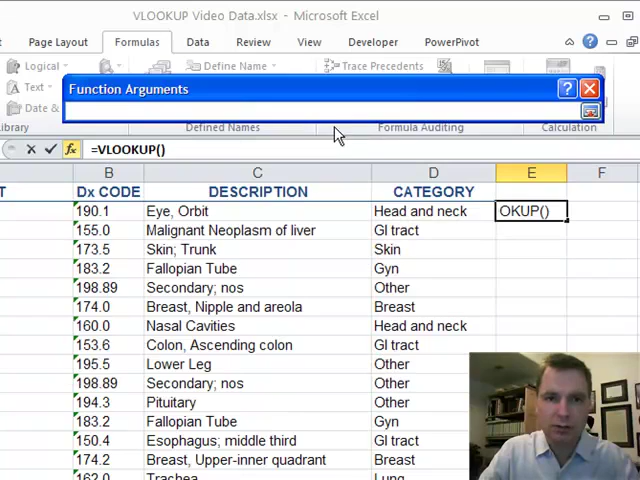 VLOOKUP Video Data.xlsx - Microsoft Excel
Page Layout Formulas Data Review View Developer PowerPivot
Logical Define Name Trace Precedents
Text
Date &
Function Arguments
Library Defined Names Formula Auditing Calculation
fx =VLOOKUP()
B C D E F
T Dx CODE DESCRIPTION CATEGORY
190.1 Eye, Orbit Head and neck OKUP()
155.0 Malignant Neoplasm of liver GI tract
173.5 Skin; Trunk Skin
183.2 Fallopian Tube Gyn
198.89 Secondary; nos Other
174.0 Breast, Nipple and areola Breast
160.0 Nasal Cavities Head and neck
153.6 Colon, Ascending colon GI tract
195.5 Lower Leg Other
198.89 Secondary; nos Other
194.3 Pituitary Other
183.2 Fallopian Tube Gyn
150.4 Esophagus; middle third GI tract
174.2 Breast, Upper-inner quadrant Breast
162.0 Trachea Lung